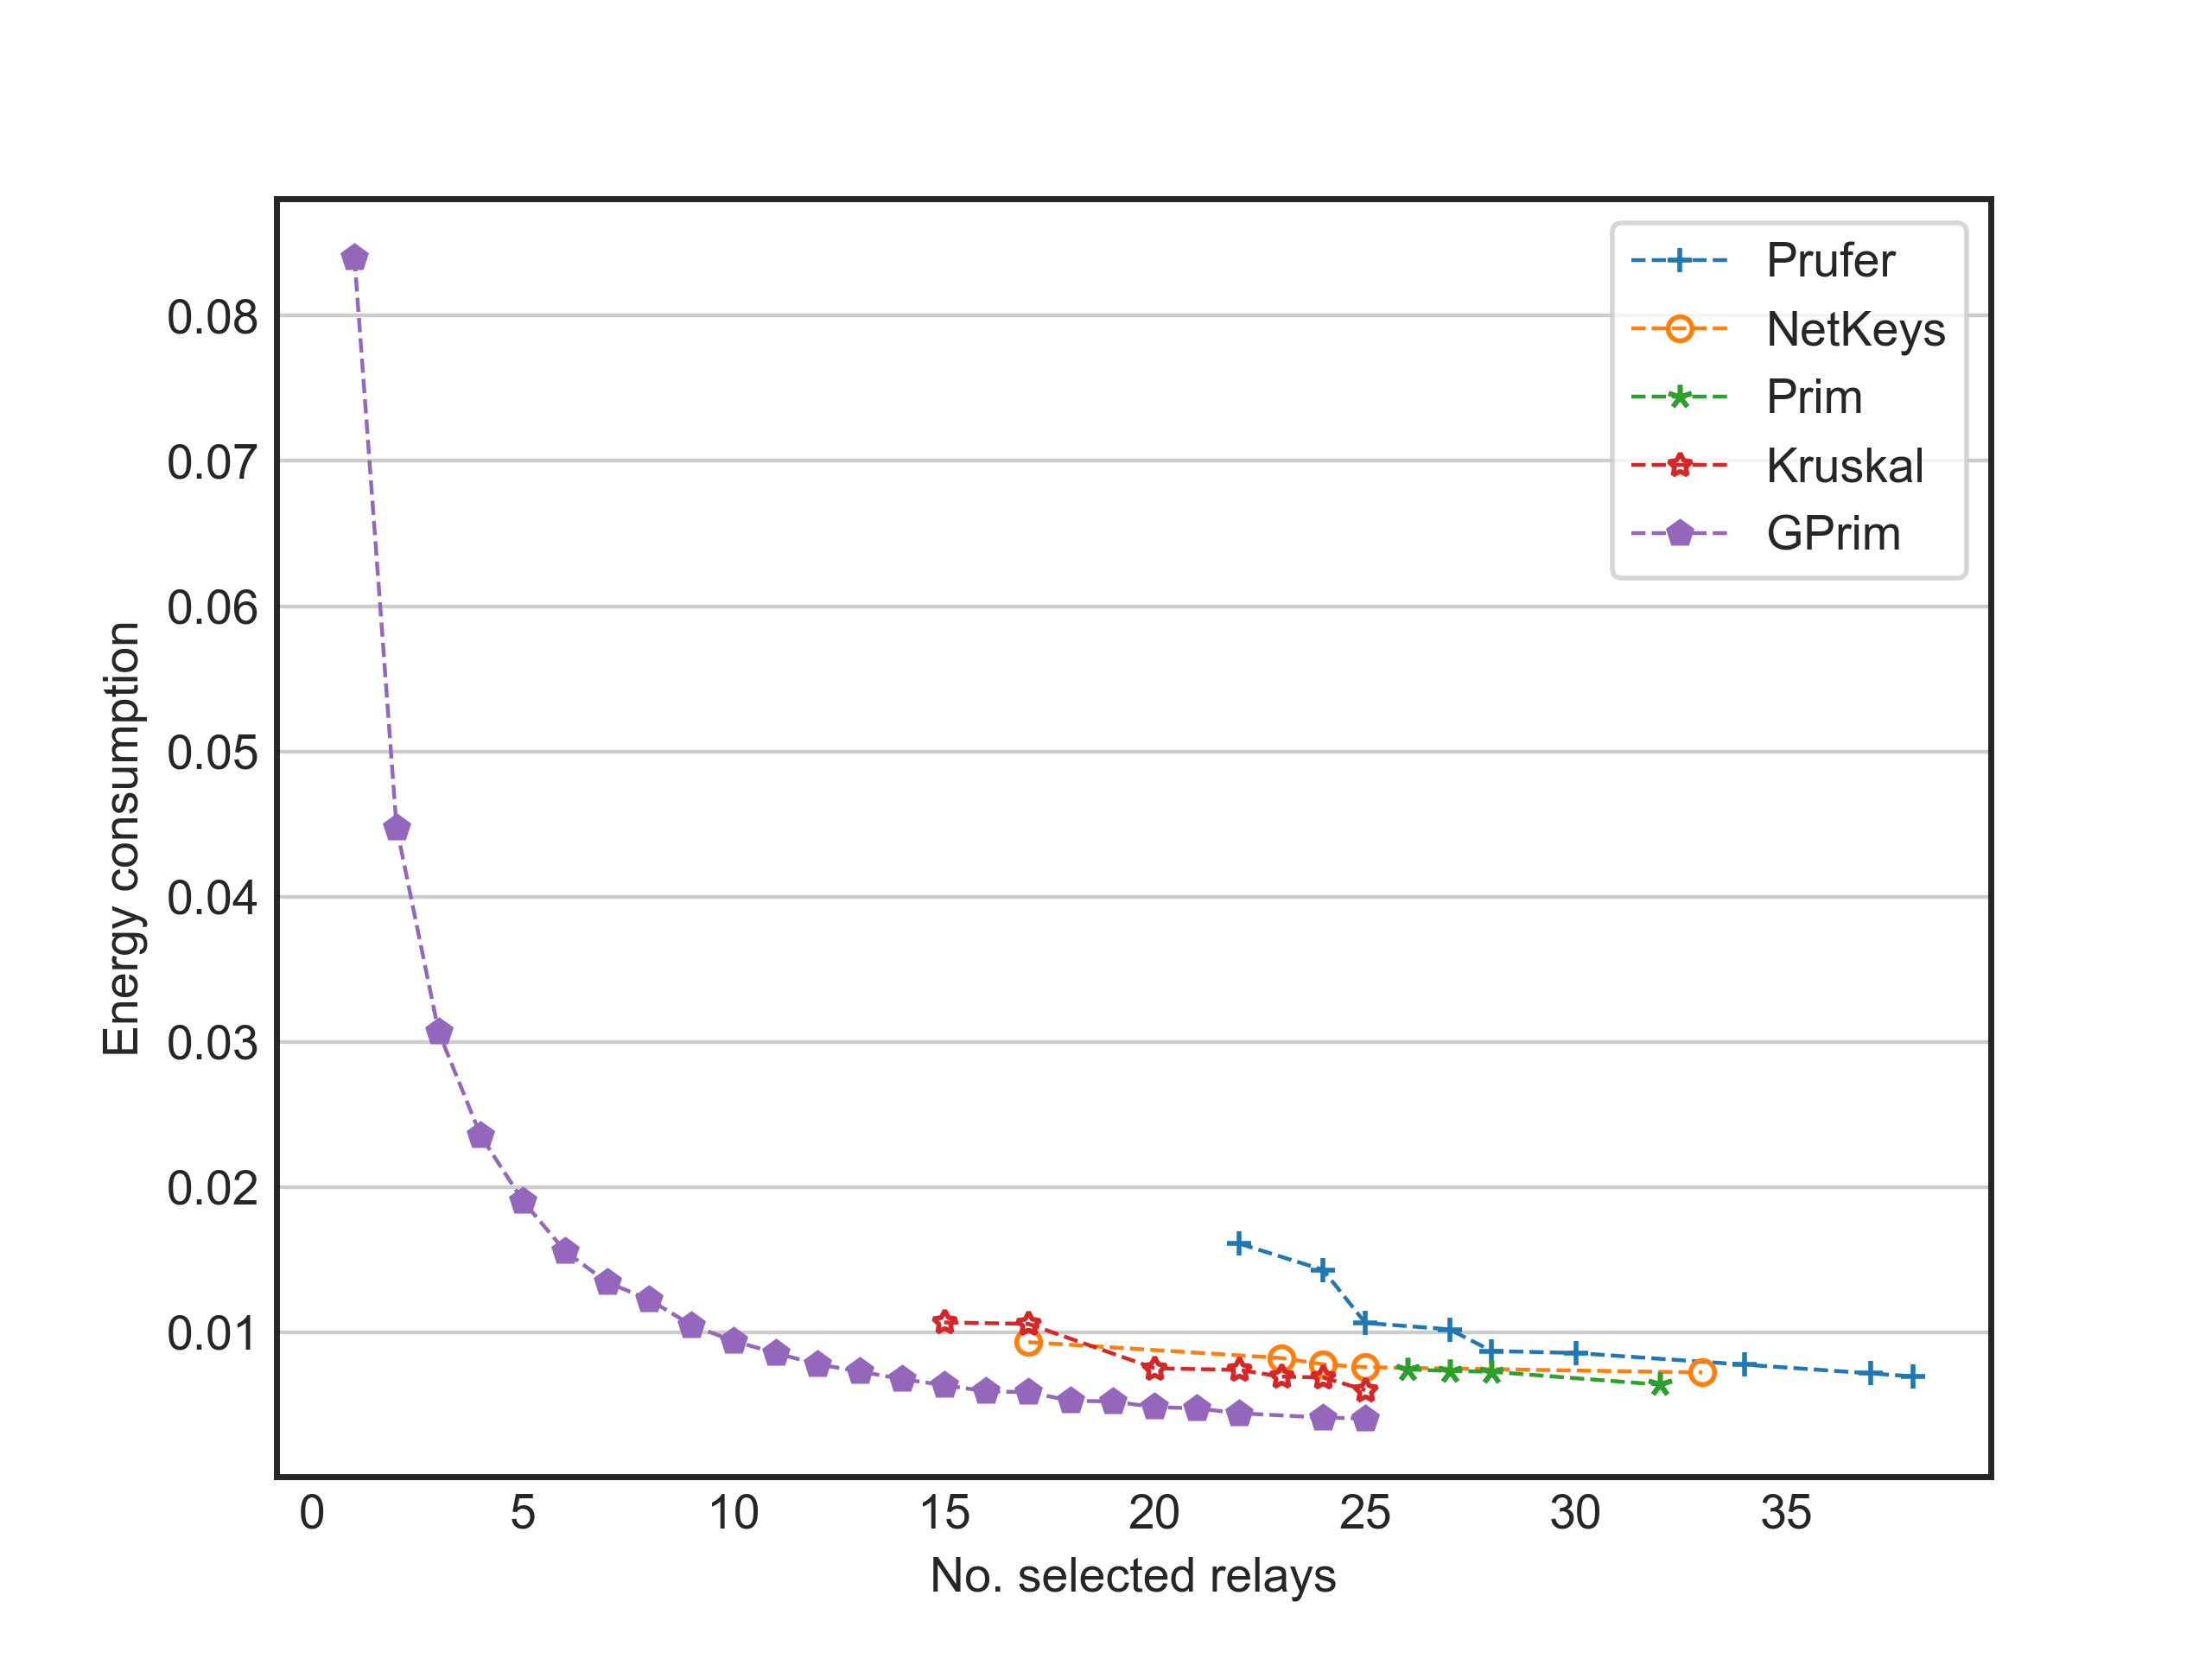 Prufer
NetKeys
Prim
Kruskal
GPrim
Energy consumption
0.08
0.07
0.06
0.05
0.04
0.03
0.02
0.01
0 5 10 15 20 25 30 35
No. selected relays